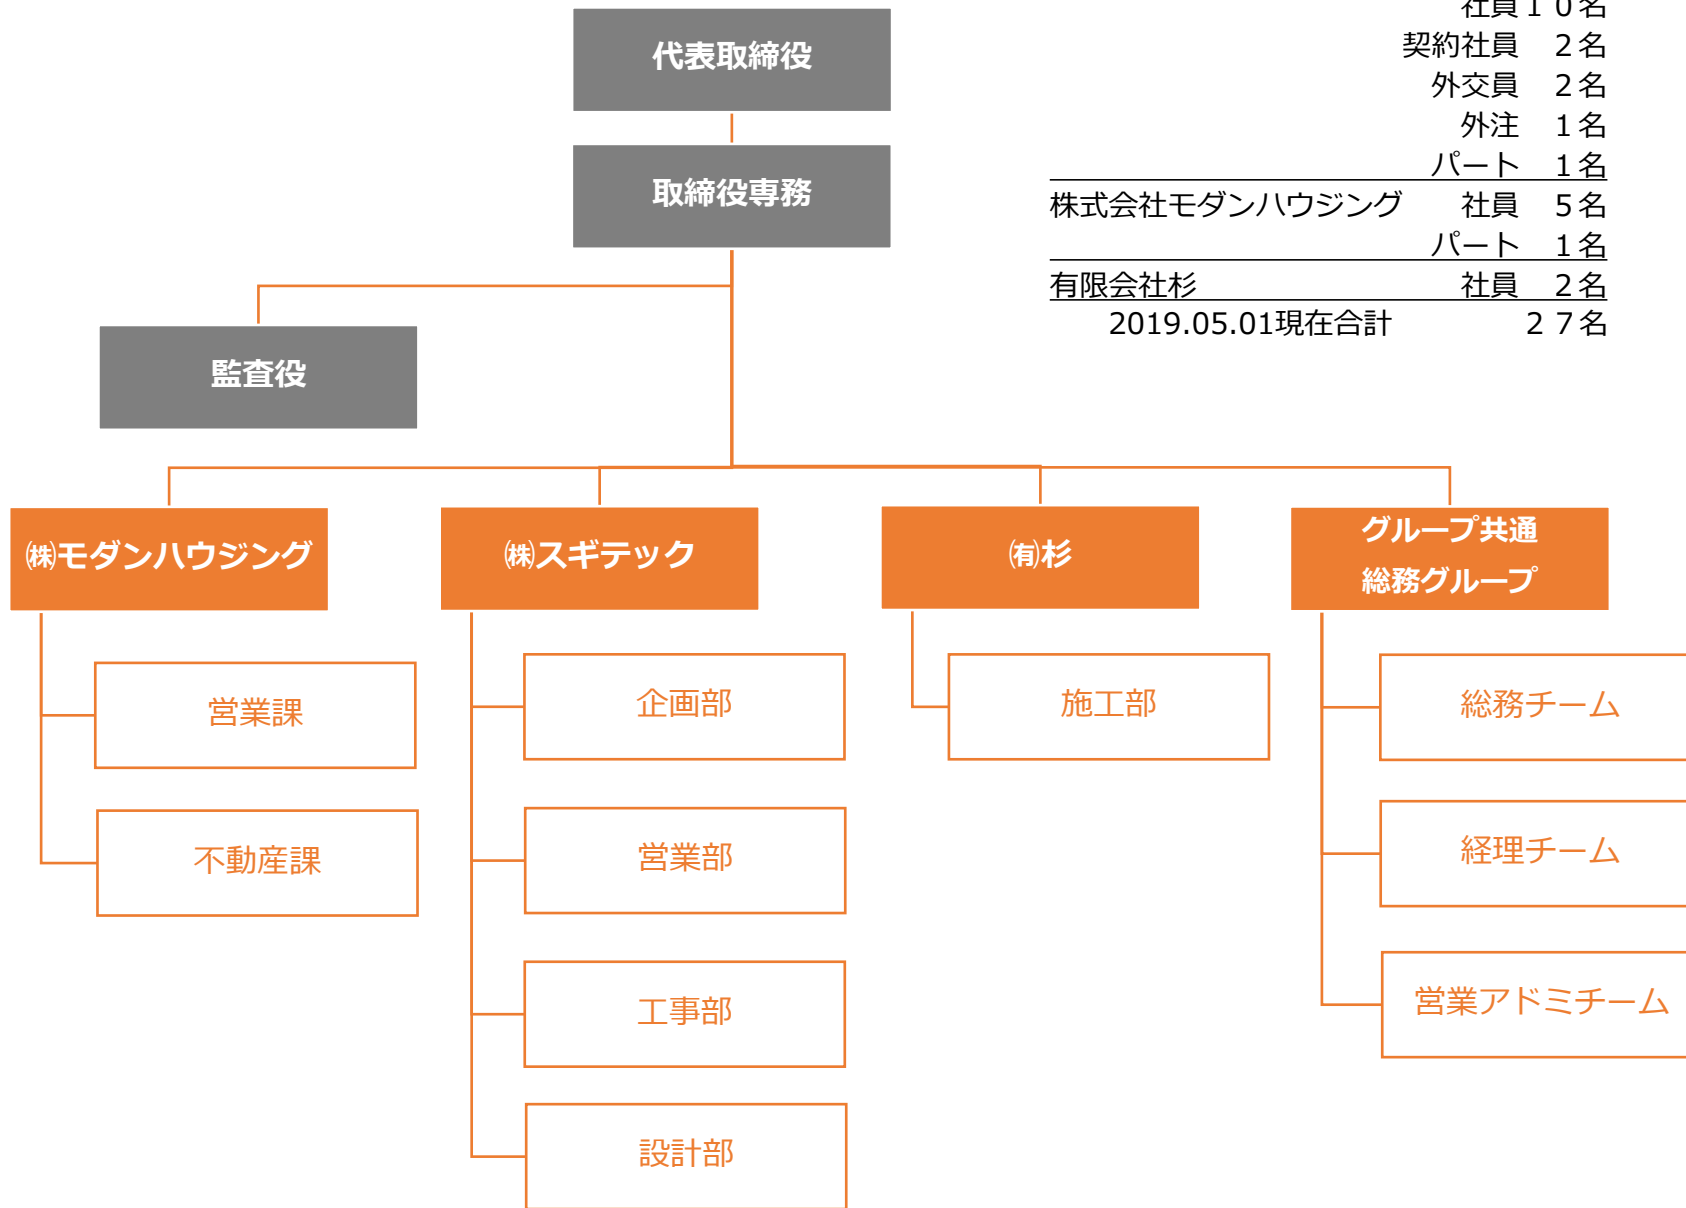 社員１０名
代表取締役
契約社員　２名
外交員　２名
外注　１名
パート　１名
取締役専務
株式会社モダンハウジング　社員　５名
パート　１名
有限会社杉　社員　２名
2019.05.01現在合計　２７名
監査役
㈱モダンハウジング
㈱スギテック
㈲杉
グループ共通
総務グループ
営業課
不動産課
企画部
営業部
工事部
設計部
施工部
総務チーム
経理チーム
営業アドミチーム